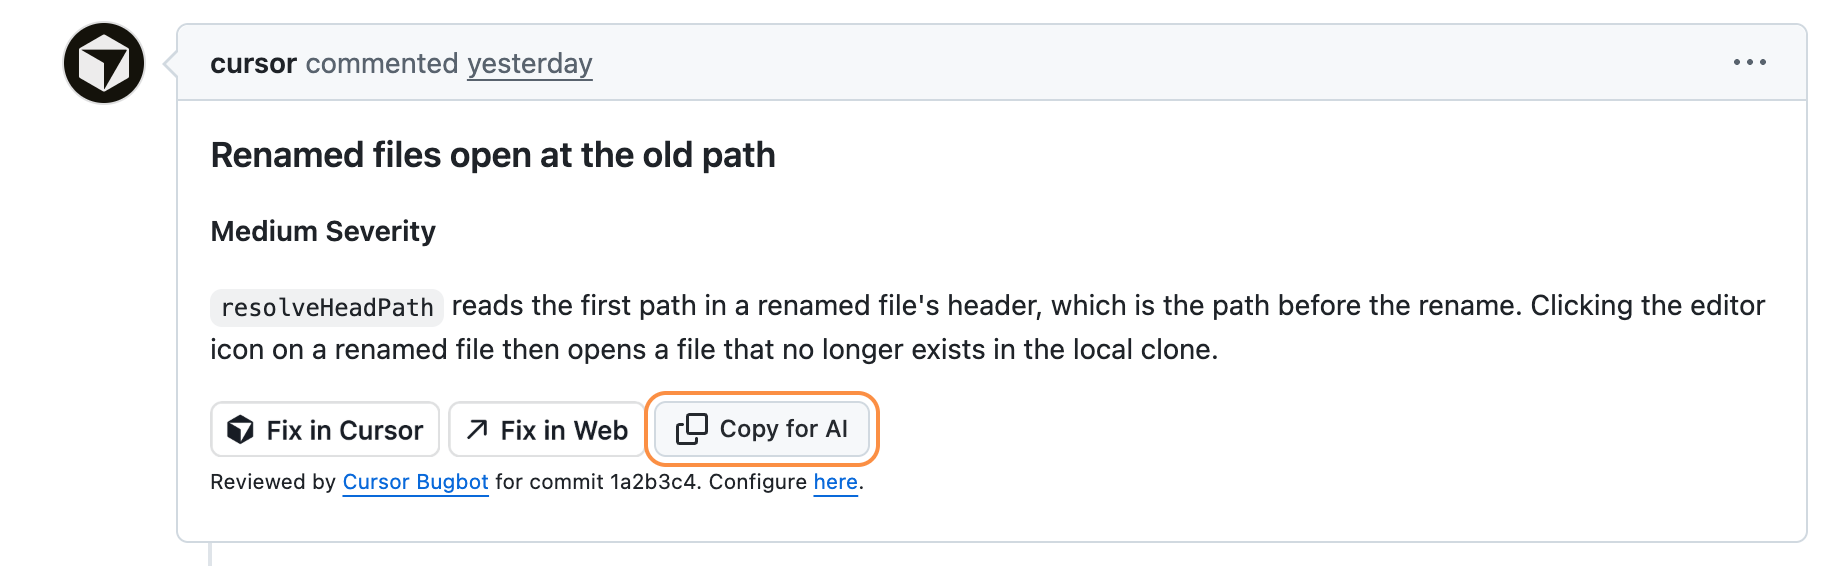 cursor commented yesterday
Renamed files open at the old path
Medium Severity
resolveHeadPath reads the first path in a renamed file's header, which is the path before the rename. Clicking the editor
icon on a renamed file then opens a file that no longer exists in the local clone.
Fix in Cursor Fix in Web Copy for AI
Reviewed by Cursor Bugbot for commit 1a2b3c4. Configure here.